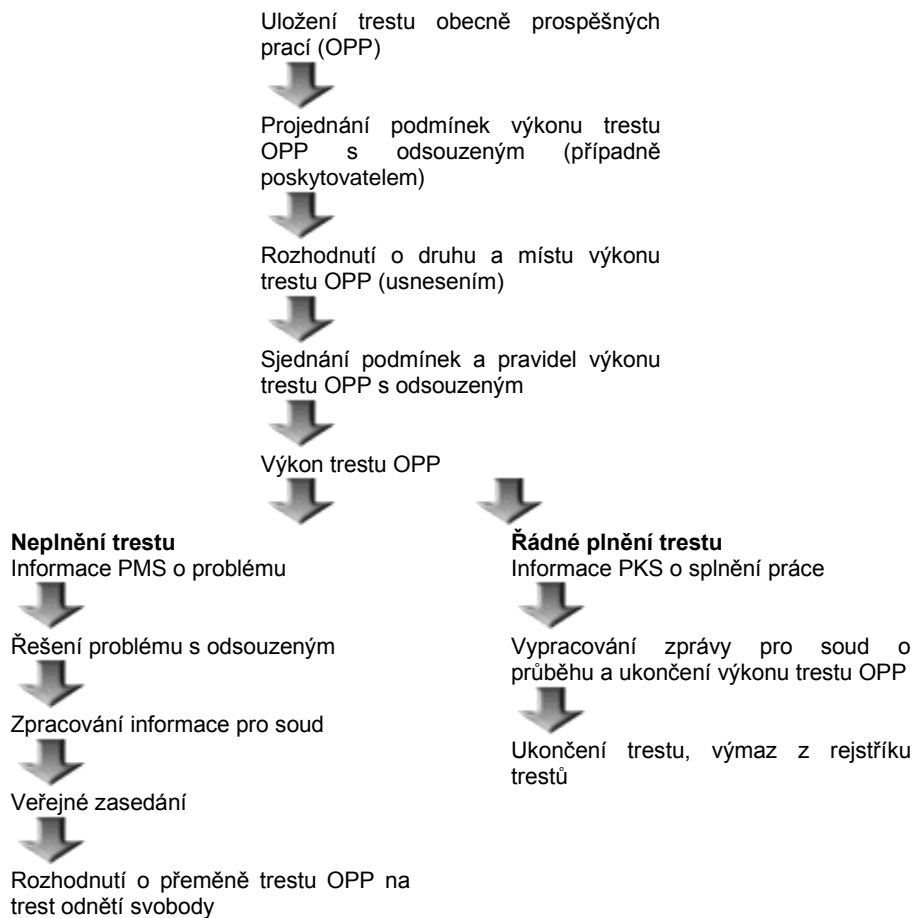 Uložení trestu obecně prospěšných
prací (OPP)
Projednání podmínek výkonu trestu
OPP s odsouzeným (případně
poskytovatelem)
Rozhodnutí o druhu a místu výkonu
trestu OPP (usnesením)
Sjednání podmínek a pravidel výkonu
trestu OPP s odsouzeným
Výkon trestu OPP
Neplnění trestu
Informace PMS o problému
Řešení problému s odsouzeným
Zpracování informace pro soud
Veřejné zasedání
Rozhodnutí o přeměně trestu OPP na
trest odnětí svobody
Řádné plnění trestu
Informace PKS o splnění práce
Vypracování zprávy pro soud o
průběhu a ukončení výkonu trestu OPP
Ukončení trestu, výmaz z rejstříku
trestů